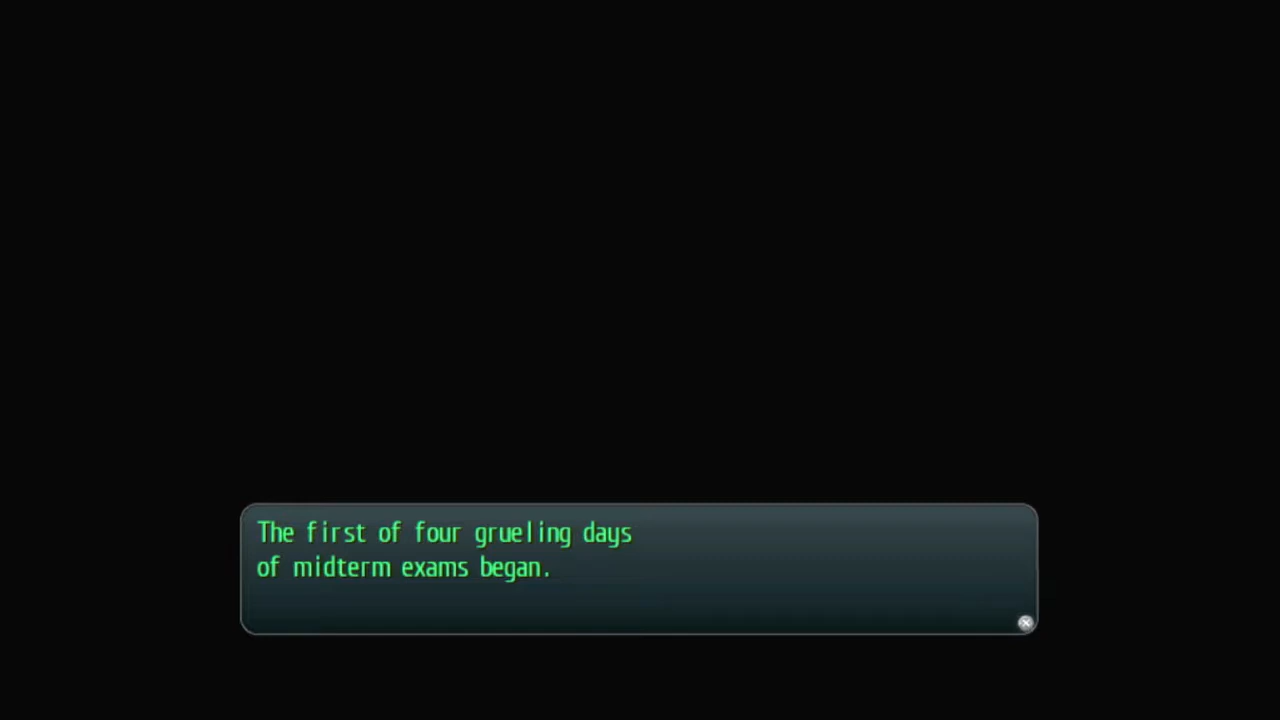 The first of four grueling days
of midterm exams began.